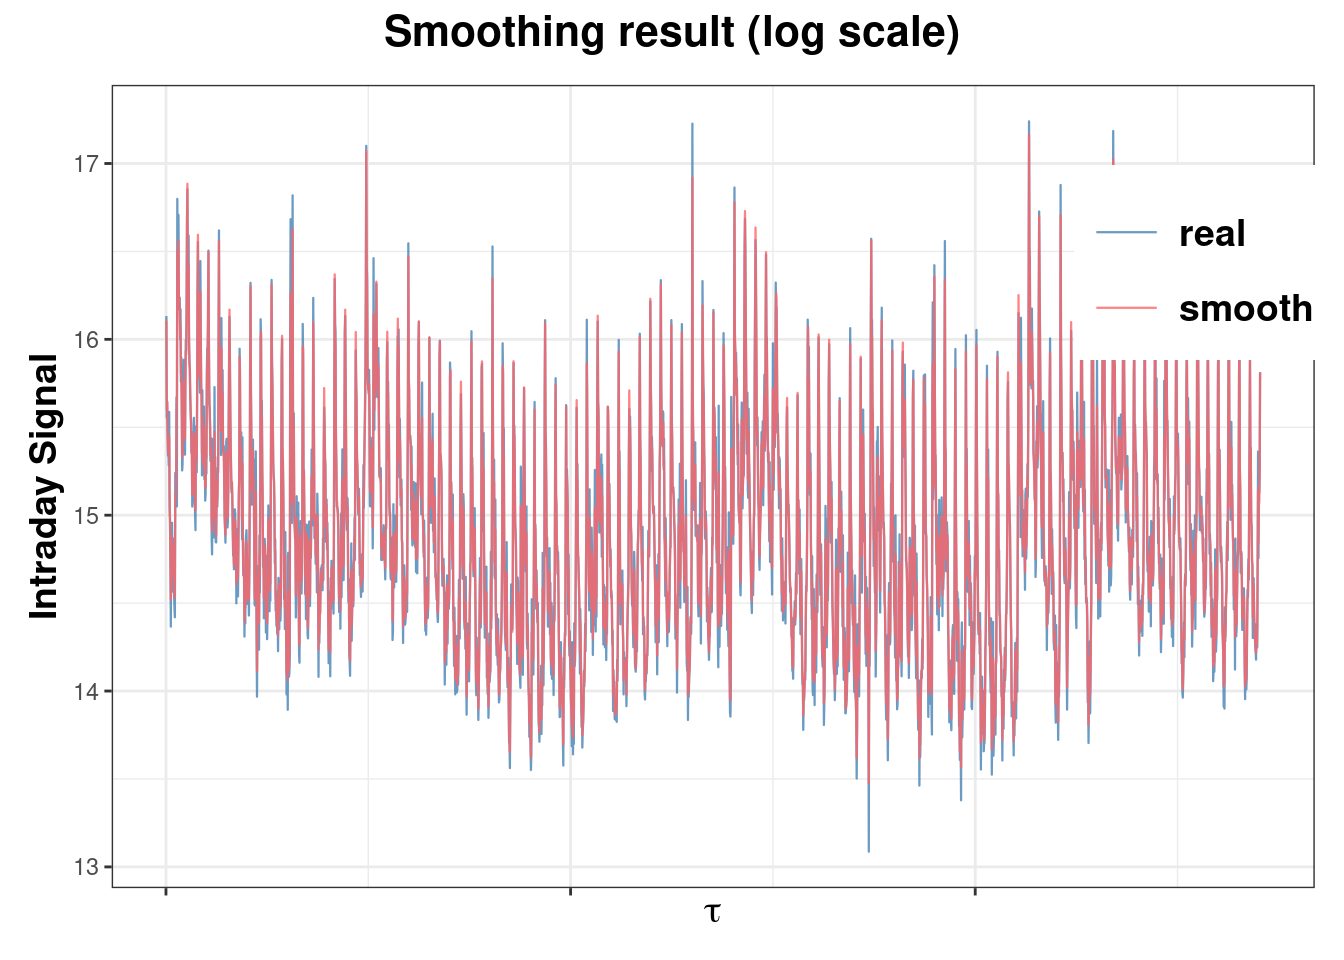 Smoothing result (log scale)
Intraday Signal
17
16
15
14
13
real
smooth
τ